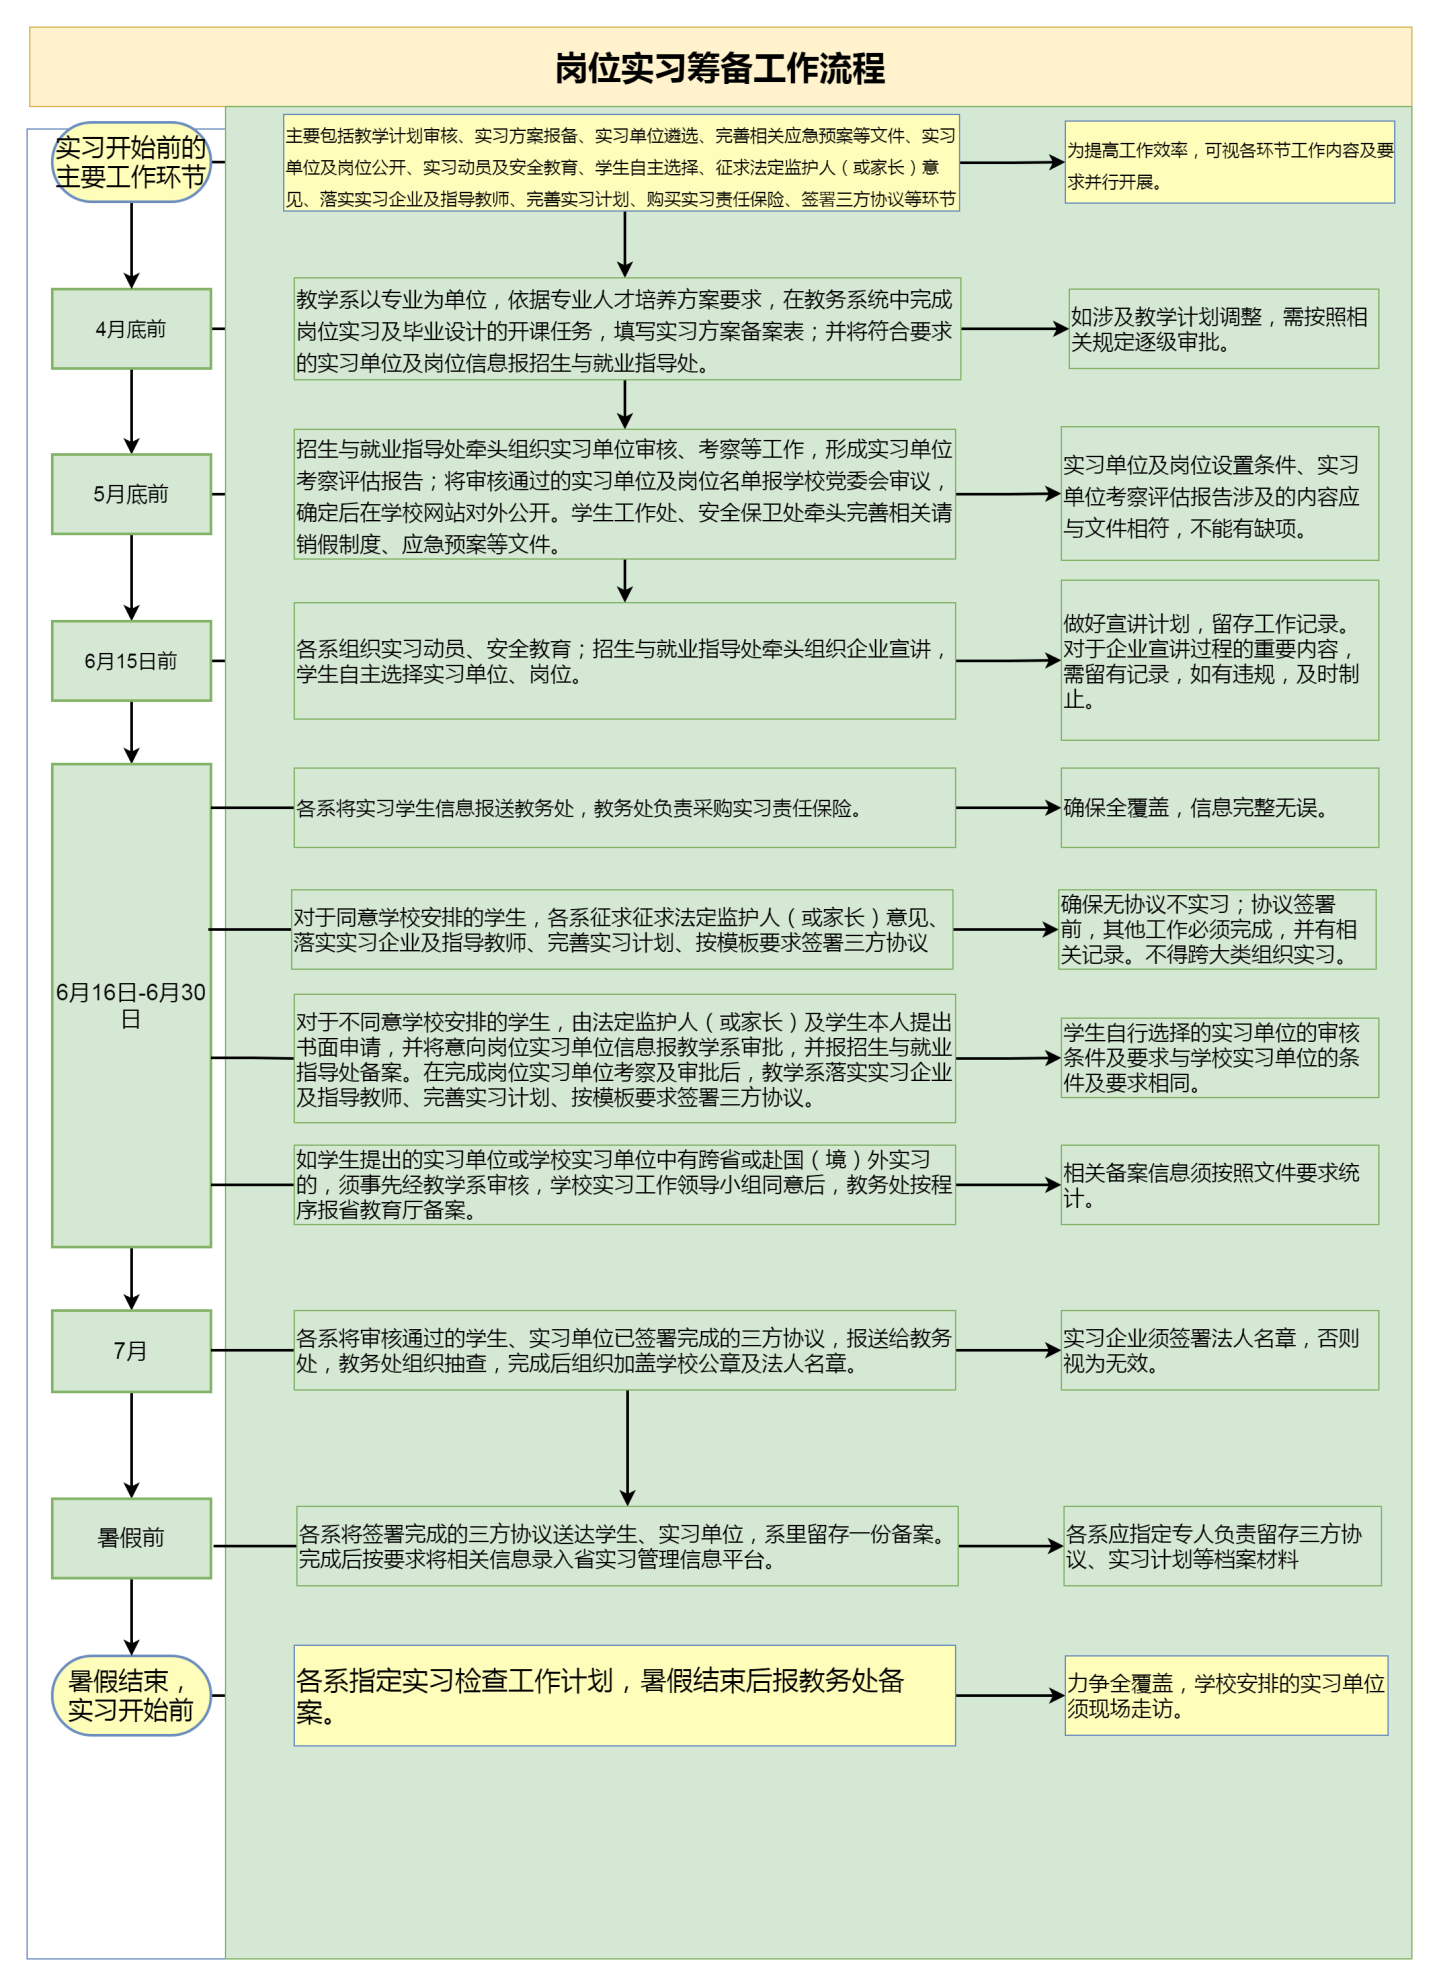 岗位实习筹备工作流程
实习开始前的
主要工作环节
主要包括教学计划审核、实习方案报备、实习单位遴选、完善相关应急预案等文件、实习
单位及岗位公开、实习动员及安全教育、学生自主选择、征求法定监护人（或家长）意
见、落实实习企业及指导教师、完善实习计划、购买实习责任保险、签署三方协议等环节
为提高工作效率，可视各环节工作内容及要
求并行开展。
4月底前
教学系以专业为单位，依据专业人才培养方案要求，在教务系统中完成
岗位实习及毕业设计的开课任务，填写实习方案备案表；并将符合要求
的实习单位及岗位信息报招生与就业指导处。
如涉及教学计划调整，需按照相
关规定逐级审批。
5月底前
招生与就业指导处牵头组织实习单位审核、考察等工作，形成实习单位
考察评估报告；将审核通过的实习单位及岗位名单报学校党委会审议，
确定后在学校网站对外公开。学生工作处、安全保卫处牵头完善相关请
销假制度、应急预案等文件。
实习单位及岗位设置条件、实习
单位考察评估报告涉及的内容应
与文件相符，不能有缺项。
6月15日前
各系组织实习动员、安全教育；招生与就业指导处牵头组织企业宣讲，
学生自主选择实习单位、岗位。
做好宣讲计划，留存工作记录。
对于企业宣讲过程的重要内容，
需留有记录，如有违规，及时制
止。
6月16日-6月30
日
各系将实习学生信息报送教务处，教务处负责采购实习责任保险。
确保全覆盖，信息完整无误。
对于同意学校安排的学生，各系征求征求法定监护人（或家长）意见、
落实实习企业及指导教师、完善实习计划、按模板要求签署三方协议
确保无协议不实习；协议签署
前，其他工作必须完成，并有相
关记录。不得跨大类组织实习。
对于不同意学校安排的学生，由法定监护人（或家长）及学生本人提出
书面申请，并将意向岗位实习单位信息报教学系审批，并报招生与就业
指导处备案。在完成岗位实习单位考察及审批后，教学系落实实习企业
及指导教师、完善实习计划、按模板要求签署三方协议。
学生自行选择的实习单位的审核
条件及要求与学校实习单位的条
件及要求相同。
如学生提出的实习单位或学校实习单位中有跨省或赴国（境）外实习
的，须事先经教学系审核，学校实习工作领导小组同意后，教务处按程
序报省教育厅备案。
相关备案信息须按照文件要求统
计。
7月
各系将审核通过的学生、实习单位已签署完成的三方协议，报送给教务
处，教务处组织抽查，完成后组织加盖学校公章及法人名章。
实习企业须签署法人名章，否则
视为无效。
暑假前
各系将签署完成的三方协议送达学生、实习单位，系里留存一份备案。
完成后按要求将相关信息录入省实习管理信息平台。
各系应指定专人负责留存三方协
议、实习计划等档案材料
暑假结束，
实习开始前
各系指定实习检查工作计划，暑假结束后报教务处备
案。
力争全覆盖，学校安排的实习单位
须现场走访。